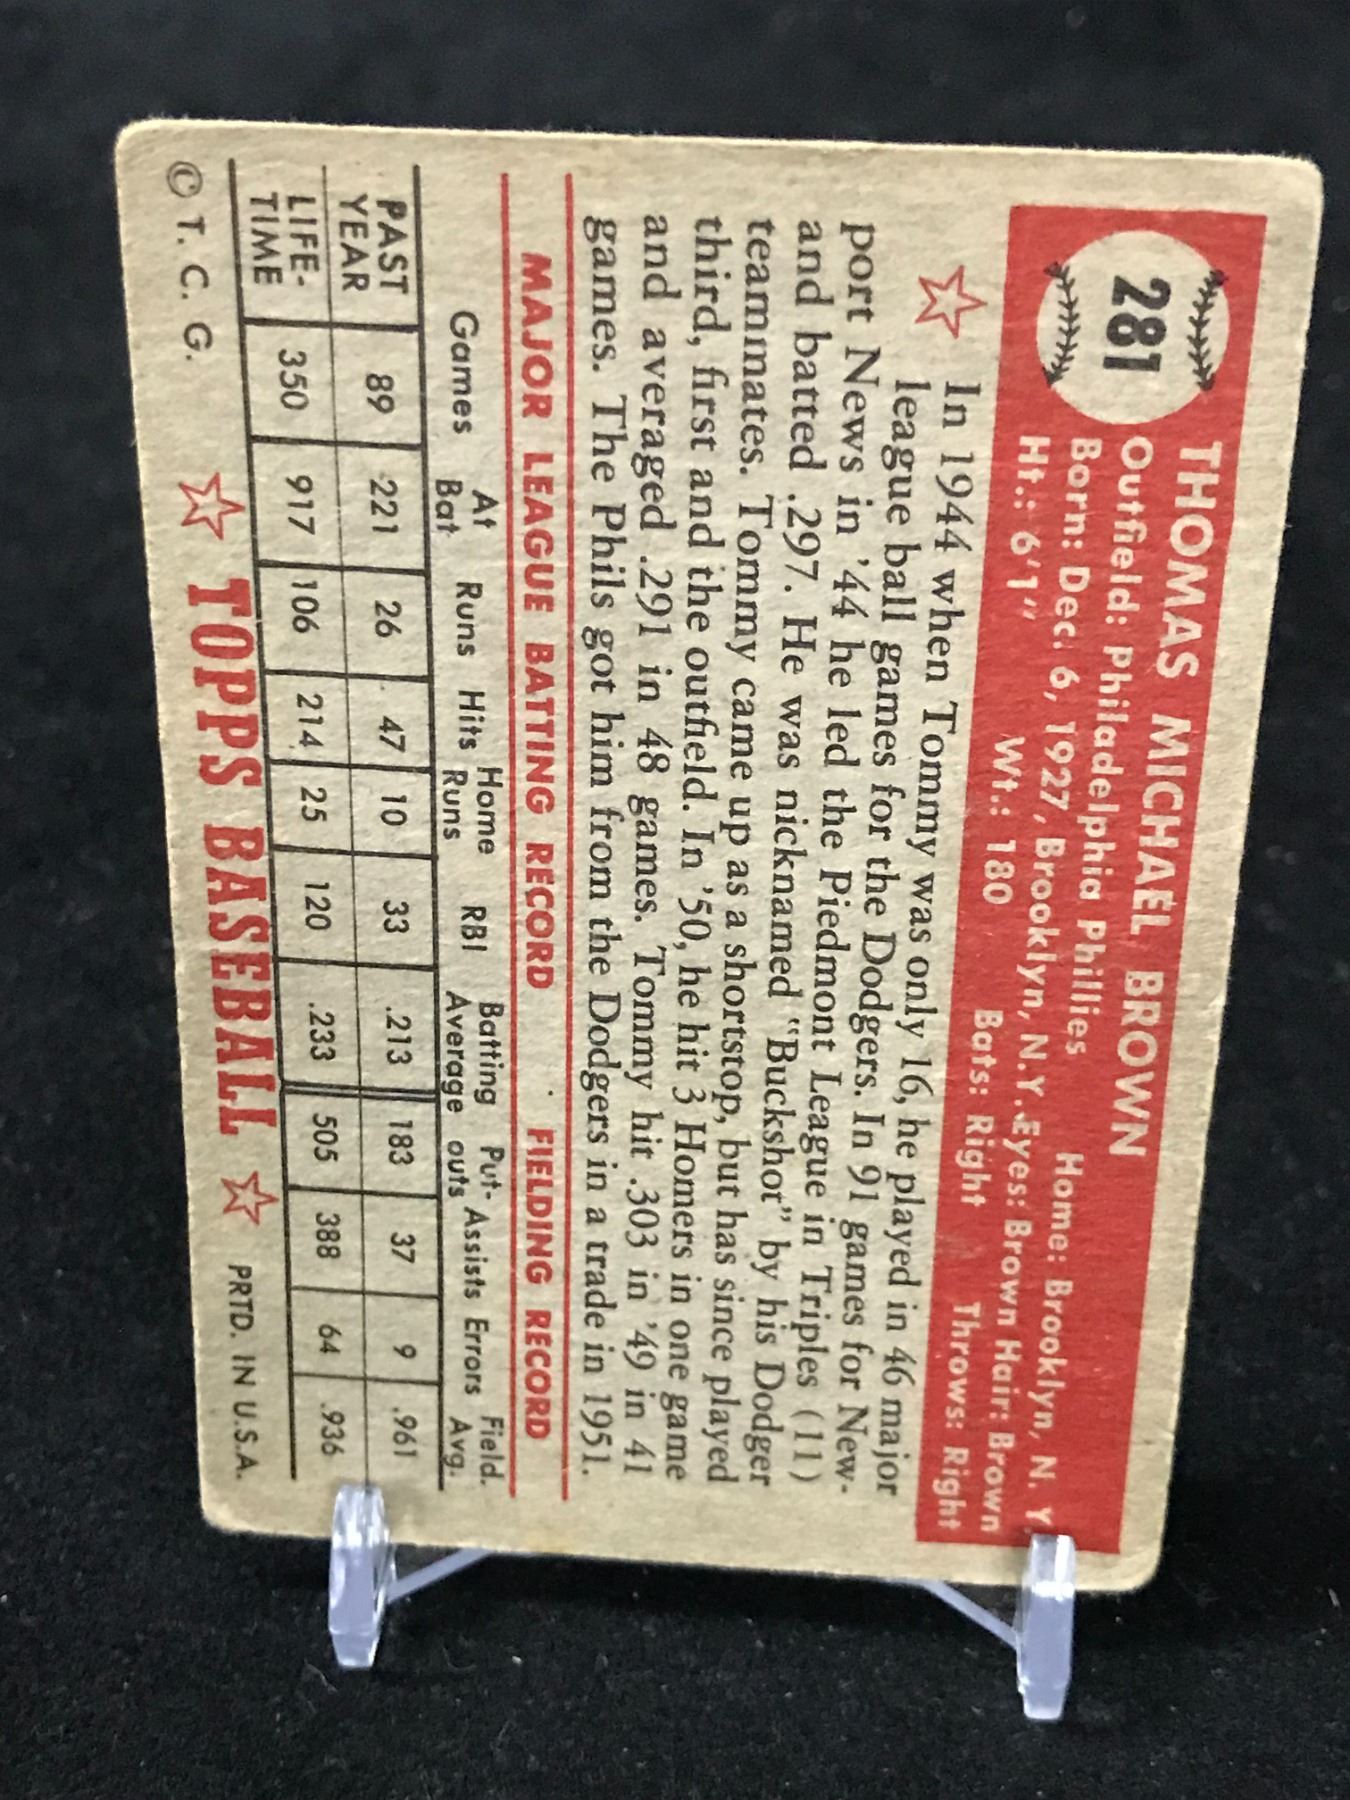 281
THOMAS MICHAEL BROWN
Outfield: Philadelphia Phillies Home: Brooklyn, N. Y.
Born: Dec. 6, 1927, Brooklyn, N.Y. Eyes: Brown Hair: Brown
Ht.: 6'1" Wt.: 180 Bats: Right Throws: Right
In 1944 when Tommy was only 16, he played in 46 major
league ball games for the Dodgers. In 91 games for New-
port News in '44 he led the Piedmont League in Triples (11)
and batted .297. He was nicknamed "Buckshot" by his Dodger
teammates. Tommy came up as a shortstop, but has since played
third, first and the outfield. In '50, he hit 3 Homers in one game
and averaged .291 in 48 games. Tommy hit .303 in '49 in 41
games. The Phils got him from the Dodgers in a trade in 1951.
MAJOR LEAGUE BATTING RECORD FIELDING RECORD
Games At Bat Runs Hits Home Runs RBI Batting Average Put-outs Assists Errors Field. Avg.
PAST YEAR 89 221 26 47 10 33 .213 183 37 9 .961
LIFE-TIME 350 917 106 214 25 120 .233 505 388 64 .936
© T. C. G. TOPPS BASEBALL PRTD. IN U.S.A.